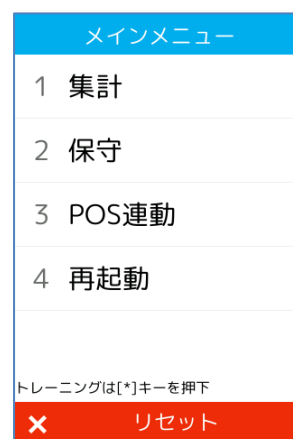 メインメニュー
1 集計
2 保守
3 POS連動
4 再起動
トレーニングは[*]キーを押下
× リセット